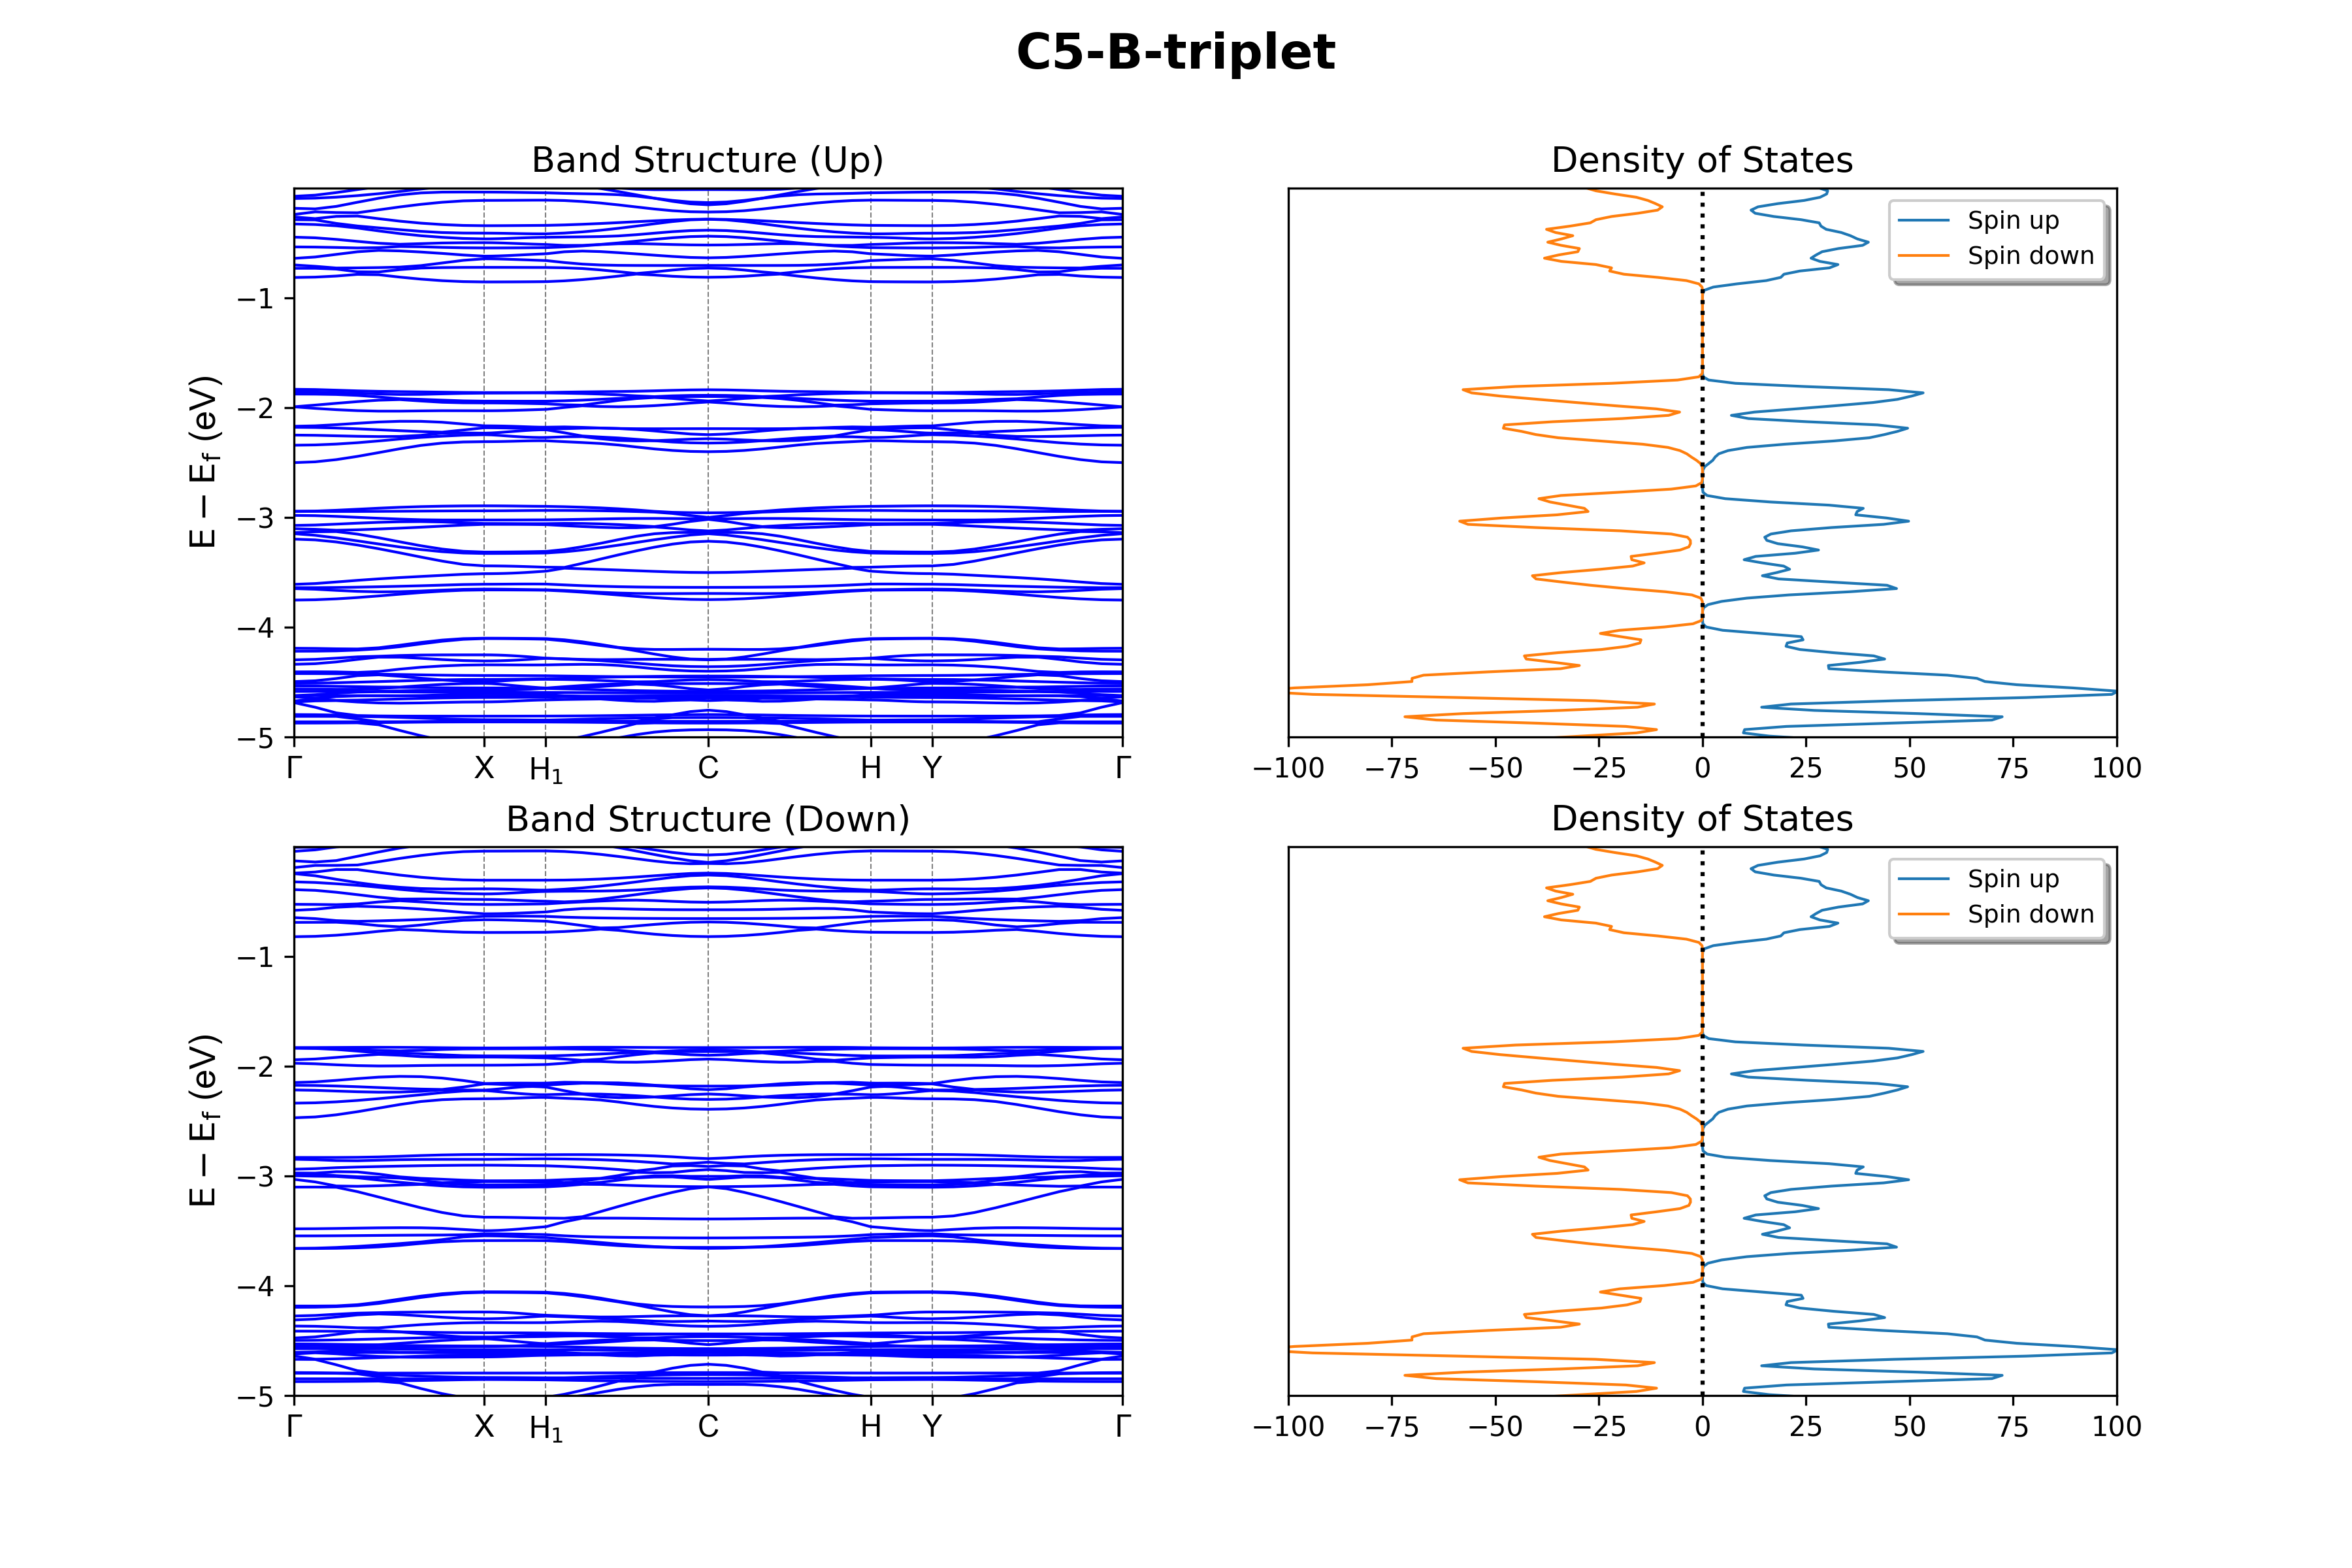 C5-B-triplet
Band Structure (Up)
E − E_f (eV)
−1
−2
−3
−4
−5
Γ X H₁ C H Y Γ
Density of States
Spin up
Spin down
−100 −75 −50 −25 0 25 50 75 100
Band Structure (Down)
E − E_f (eV)
−1
−2
−3
−4
−5
Γ X H₁ C H Y Γ
Density of States
Spin up
Spin down
−100 −75 −50 −25 0 25 50 75 100